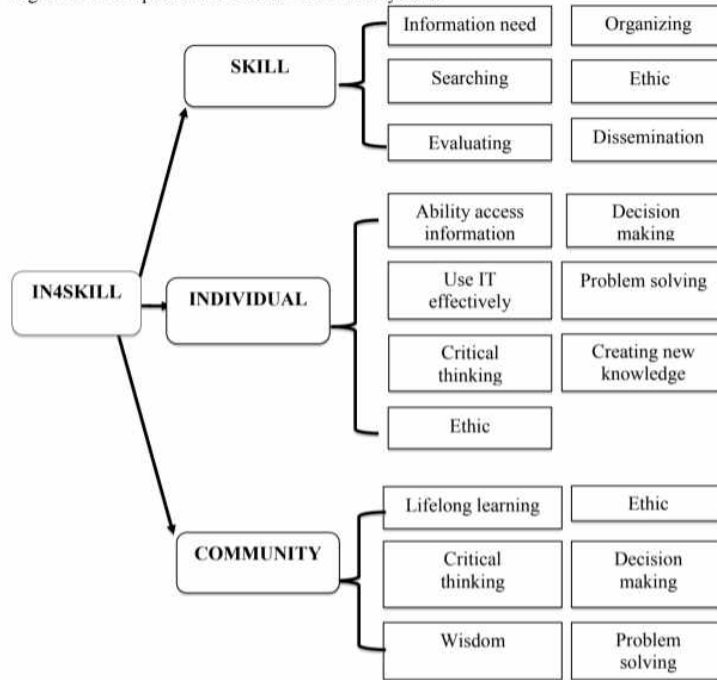 SKILL
Information need
Organizing
Searching
Ethic
Evaluating
Dissemination
IN4SKILL
INDIVIDUAL
Ability access
information
Decision
making
Use IT
effectively
Problem solving
Critical
thinking
Creating new
knowledge
Ethic
COMMUNITY
Lifelong learning
Ethic
Critical
thinking
Decision
making
Wisdom
Problem
solving